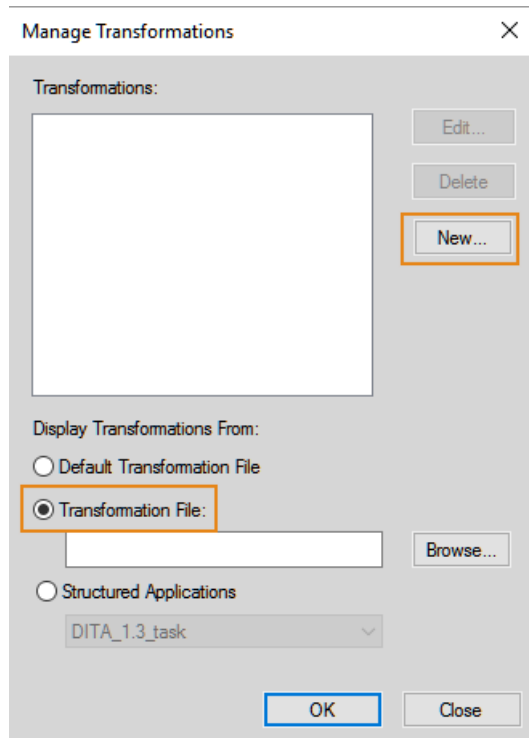 Manage Transformations
Transformations:
Edit...
Delete
New...
Display Transformations From:
Default Transformation File
Transformation File:
Browse...
Structured Applications
DITA_1.3_task
OK
Close